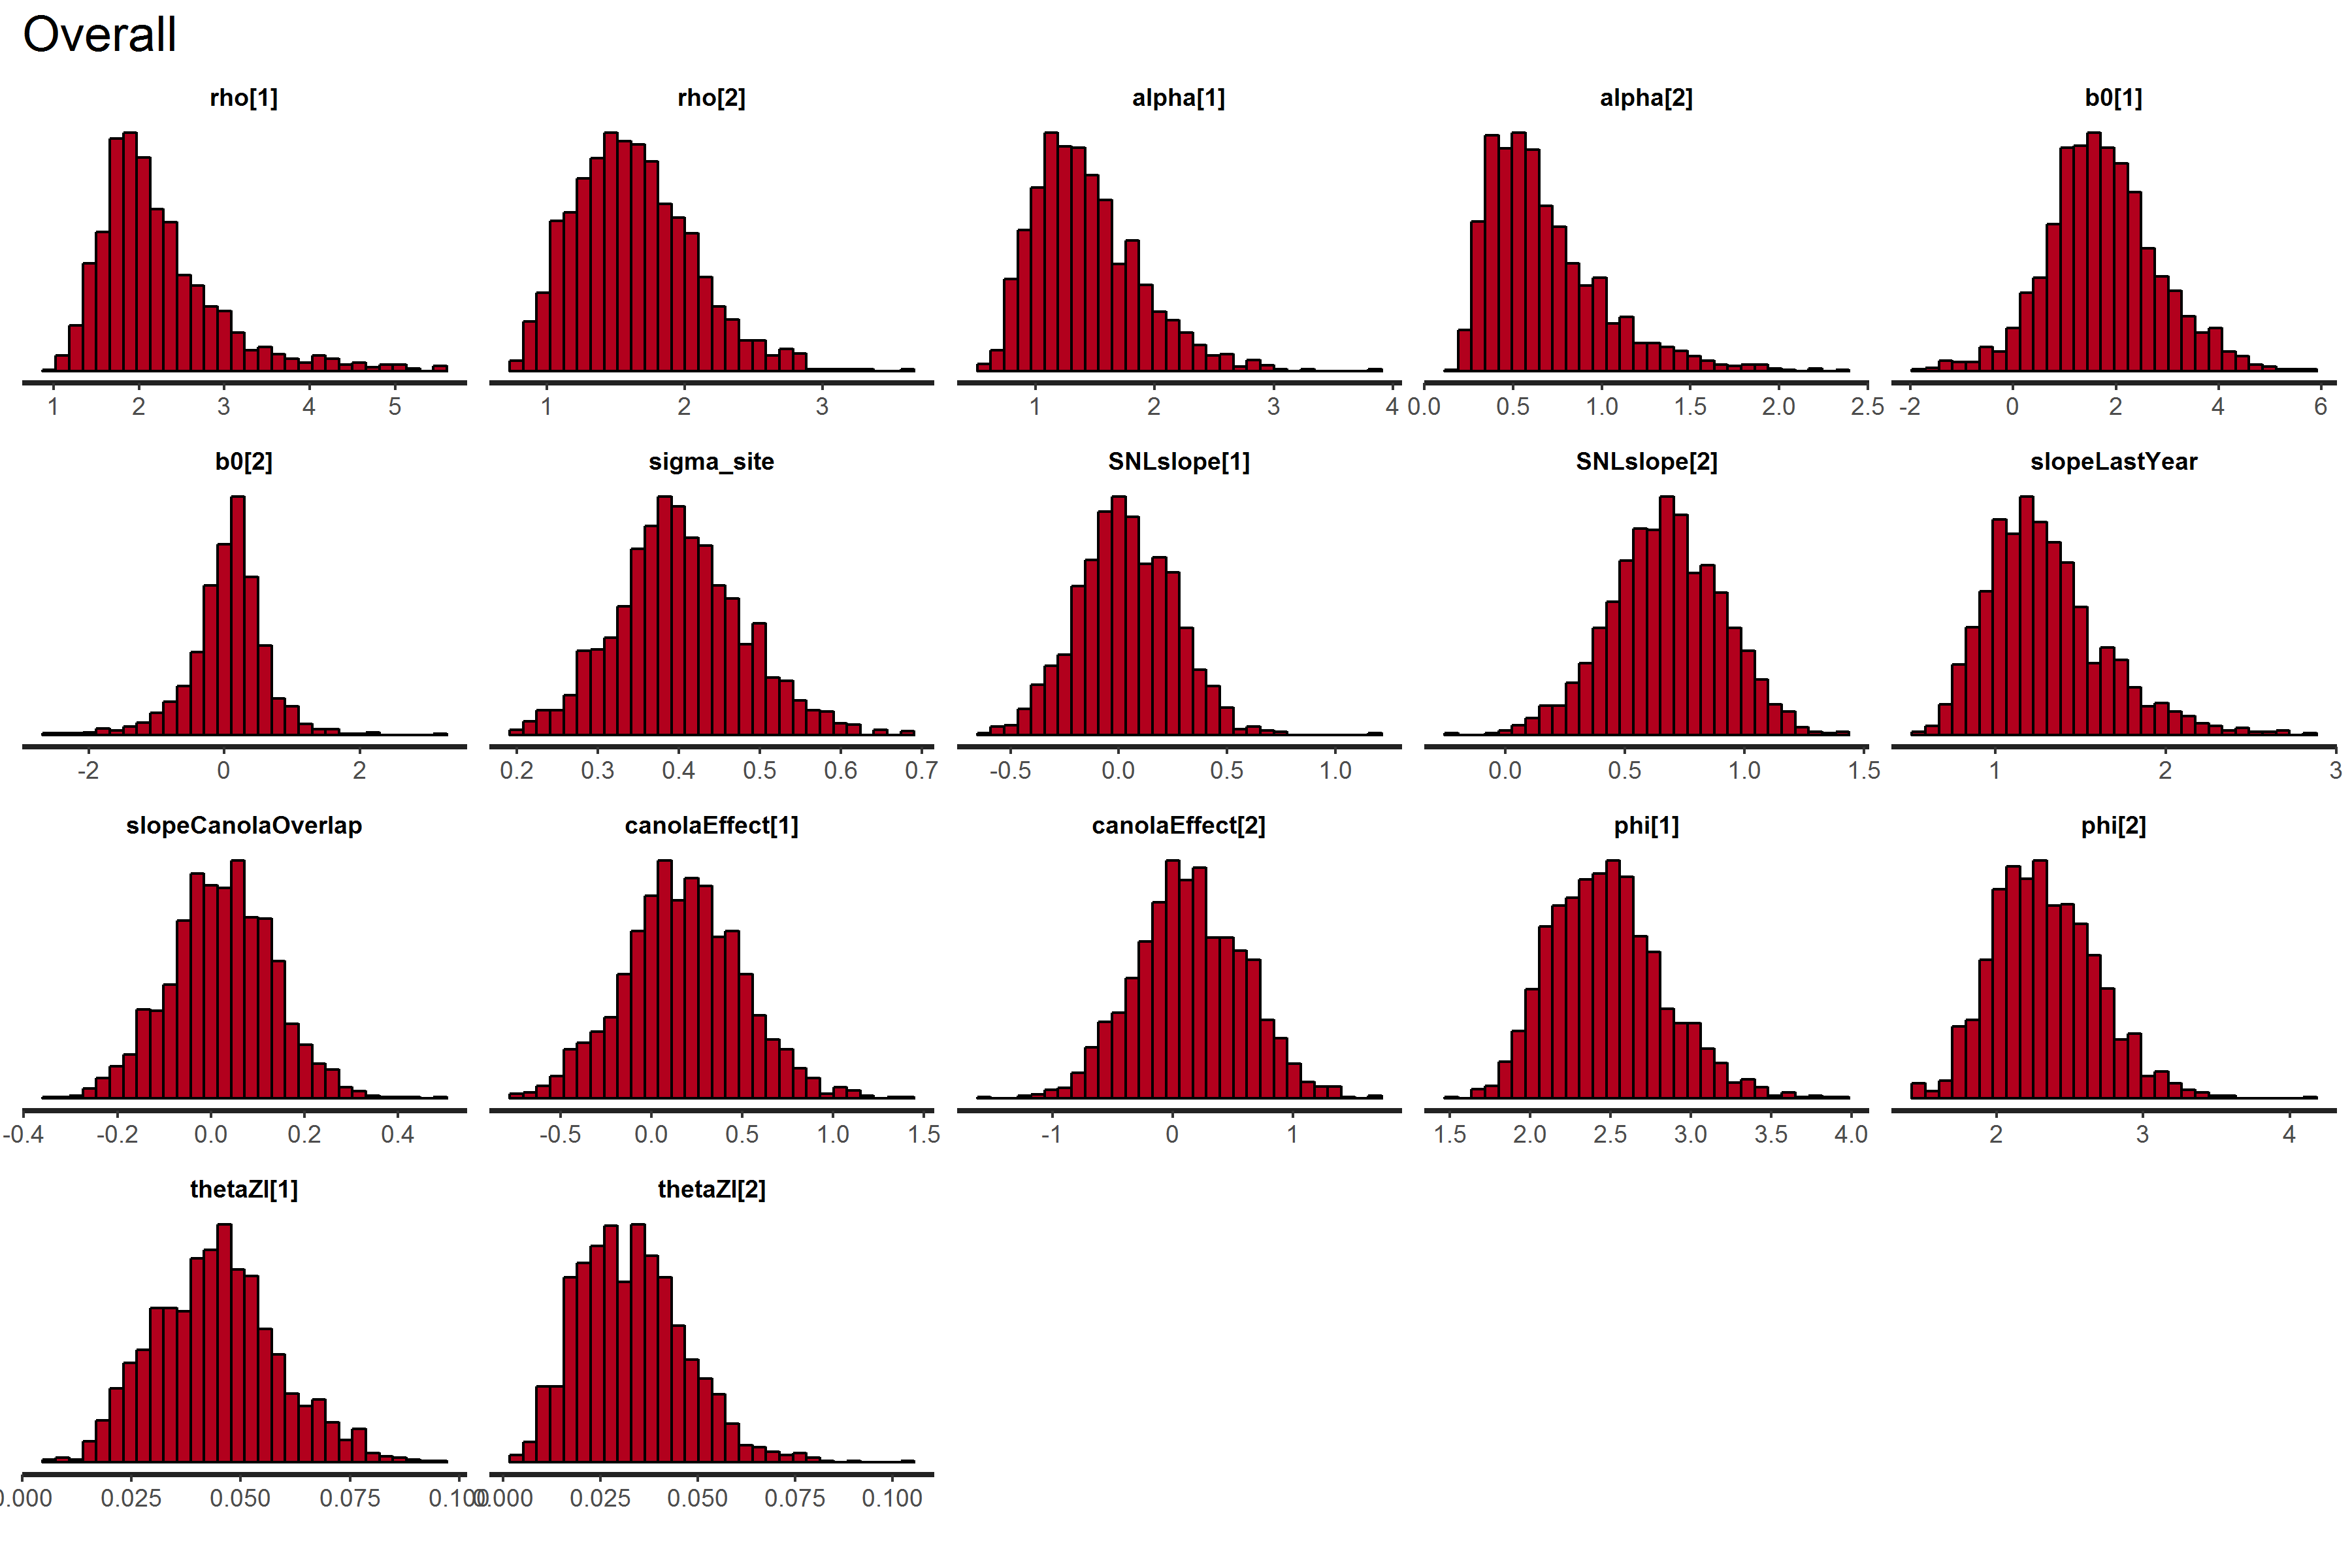 Overall
rho[1] rho[2] alpha[1] alpha[2] b0[1]
1 2 3 4 5 1 2 3 1 2 3 4 0.0 0.5 1.0 1.5 2.0 2.5 -2 0 2 4 6
b0[2] sigma_site SNLslope[1] SNLslope[2] slopeLastYear
-2 0 2 0.2 0.3 0.4 0.5 0.6 0.7 -0.5 0.0 0.5 1.0 0.0 0.5 1.0 1.5 1 2 3
slopeCanolaOverlap canolaEffect[1] canolaEffect[2] phi[1] phi[2]
-0.4 -0.2 0.0 0.2 0.4 -0.5 0.0 0.5 1.0 1.5 -1 0 1 1.5 2.0 2.5 3.0 3.5 4.0 2 3 4
thetaZI[1] thetaZI[2]
0.000 0.025 0.050 0.075 0.100 0.000 0.025 0.050 0.075 0.100